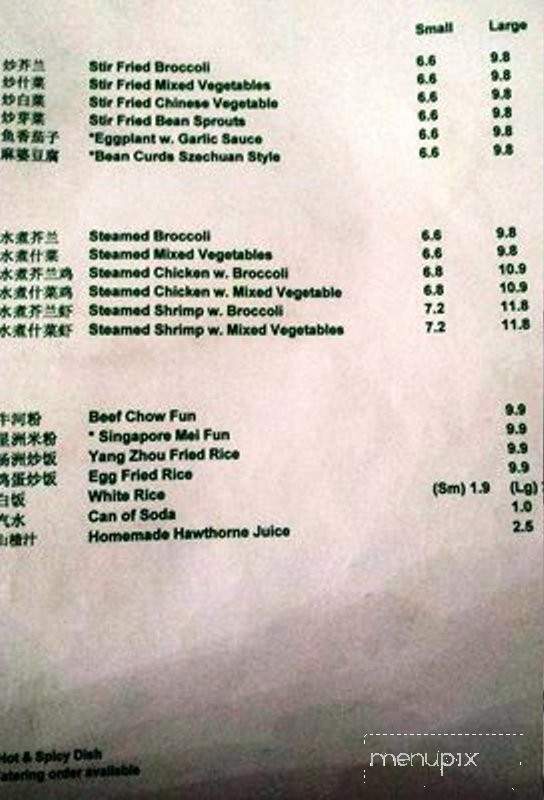 Small Large
炒芥兰 Stir Fried Broccoli 6.6 9.8
炒什菜 Stir Fried Mixed Vegetables 6.6 9.8
炒白菜 Stir Fried Chinese Vegetable 6.6 9.8
炒芽菜 Stir Fried Bean Sprouts 6.6 9.8
鱼香茄子 *Eggplant w. Garlic Sauce 6.6 9.8
麻婆豆腐 *Bean Curds Szechuan Style 6.6 9.8
水煮芥兰 Steamed Broccoli 6.6 9.8
水煮什菜 Steamed Mixed Vegetables 6.6 9.8
水煮芥兰鸡 Steamed Chicken w. Broccoli 6.8 10.9
水煮什菜鸡 Steamed Chicken w. Mixed Vegetable 6.8 10.9
水煮芥兰虾 Steamed Shrimp w. Broccoli 7.2 11.8
水煮什菜虾 Steamed Shrimp w. Mixed Vegetables 7.2 11.8
牛河粉 Beef Chow Fun 9.9
星洲米粉 * Singapore Mei Fun 9.9
扬洲炒饭 Yang Zhou Fried Rice 9.9
鸡蛋炒饭 Egg Fried Rice 9.9
白饭 White Rice (Sm) 1.9 (Lg)
汽水 Can of Soda 1.0
山楂汁 Homemade Hawthorne Juice 2.5
Hot & Spicy Dish
atering order available
menupix